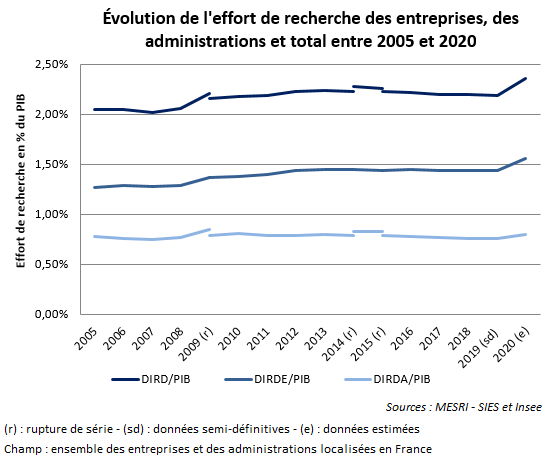 Évolution de l'effort de recherche des entreprises, des
administrations et total entre 2005 et 2020
Effort de recherche en % du PIB
2,50%
2,00%
1,50%
1,00%
0,50%
0,00%
2005
2006
2007
2008
2009 (r)
2010
2011
2012
2013
2014 (r)
2015 (r)
2016
2017
2018
2019 (sd)
2020 (e)
DIRD/PIB
DIRDE/PIB
DIRDA/PIB
Sources : MESRI - SIES et Insee
(r) : rupture de série - (sd) : données semi-définitives - (e) : données estimées
Champ : ensemble des entreprises et des administrations localisées en France